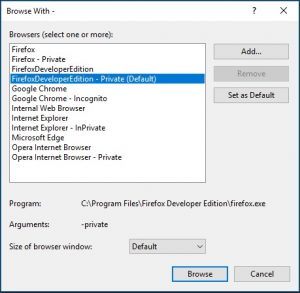 Browse With -
Browsers (select one or more):
Firefox
Firefox - Private
FirefoxDeveloperEdition
FirefoxDeveloperEdition - Private (Default)
Google Chrome
Google Chrome - Incognito
Internal Web Browser
Internet Explorer
Internet Explorer - InPrivate
Microsoft Edge
Opera Internet Browser
Opera Internet Browser - Private
Add...
Remove
Set as Default
Program: C:\Program Files\Firefox Developer Edition\firefox.exe
Arguments: -private
Size of browser window: Default
Browse Cancel